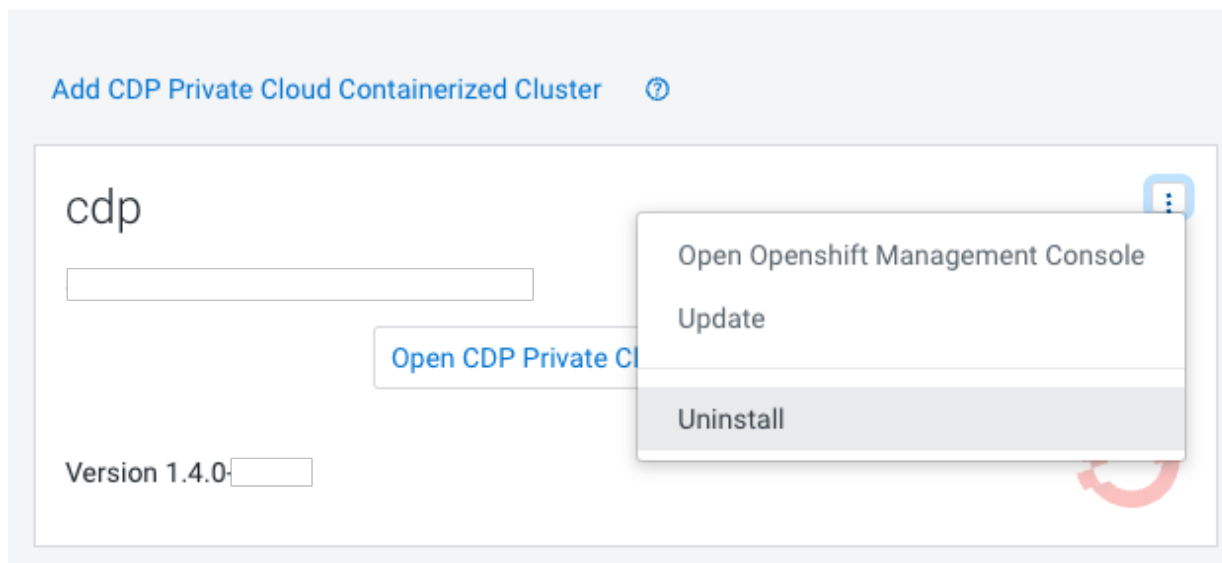 Add CDP Private Cloud Containerized Cluster
cdp
Open Openshift Management Console
Update
Open CDP Private Cl
Uninstall
Version 1.4.0-